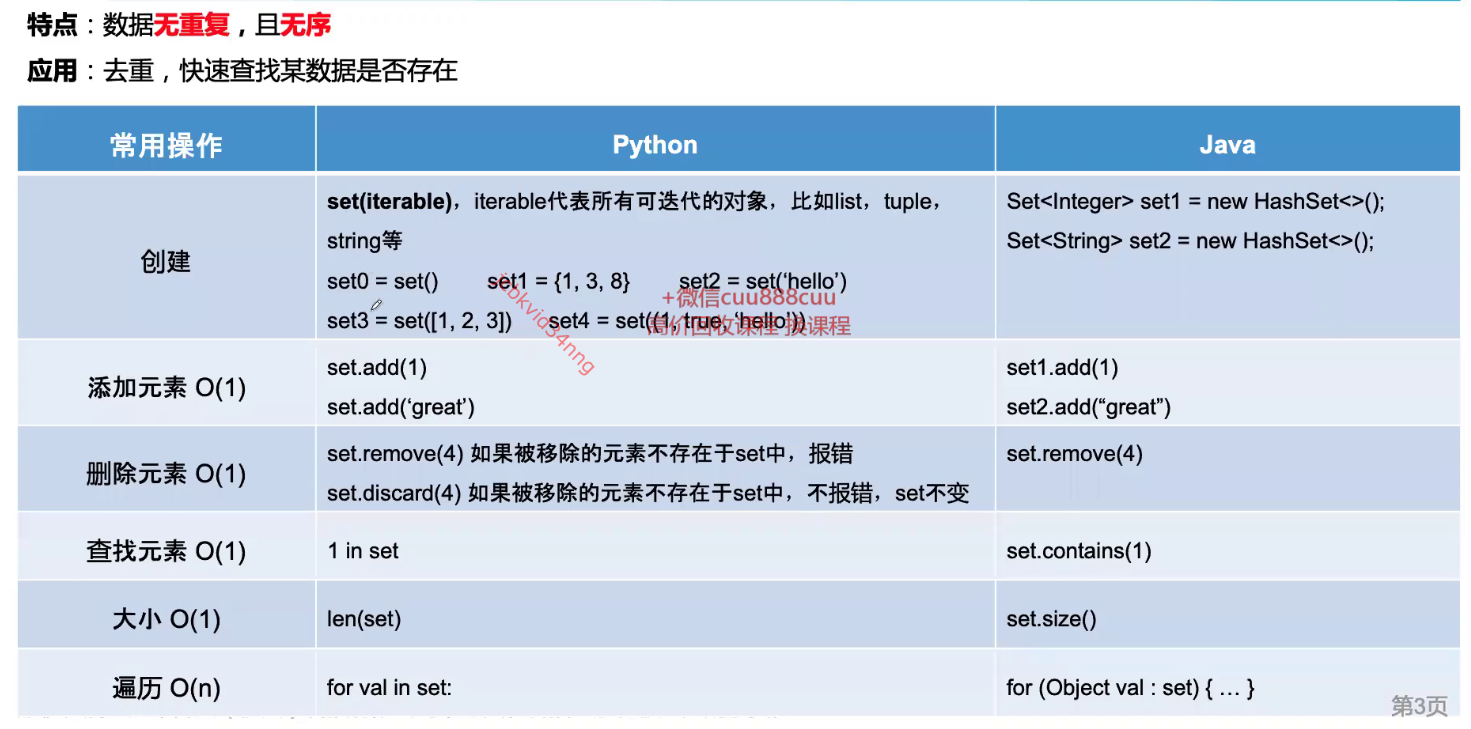 特点：数据无重复，且无序
应用：去重，快速查找某数据是否存在
常用操作
Python
Java
创建
set(iterable)，iterable代表所有可迭代的对象，比如list，tuple，
string等
set0 = set() set1 = {1, 3, 8} set2 = set(‘hello’)
set3 = set([1, 2, 3]) set4 = set((1, true, ‘hello’))
Set<Integer> set1 = new HashSet<>();
Set<String> set2 = new HashSet<>();
+微信cuu888cuu
高价回收课程 换课程
添加元素 O(1)
set.add(1)
set.add(‘great’)
set1.add(1)
set2.add(“great”)
删除元素 O(1)
set.remove(4) 如果被移除的元素不存在于set中，报错
set.discard(4) 如果被移除的元素不存在于set中，不报错，set不变
set.remove(4)
查找元素 O(1)
1 in set
set.contains(1)
大小 O(1)
len(set)
set.size()
遍历 O(n)
for val in set:
for (Object val : set) { … }
第3页